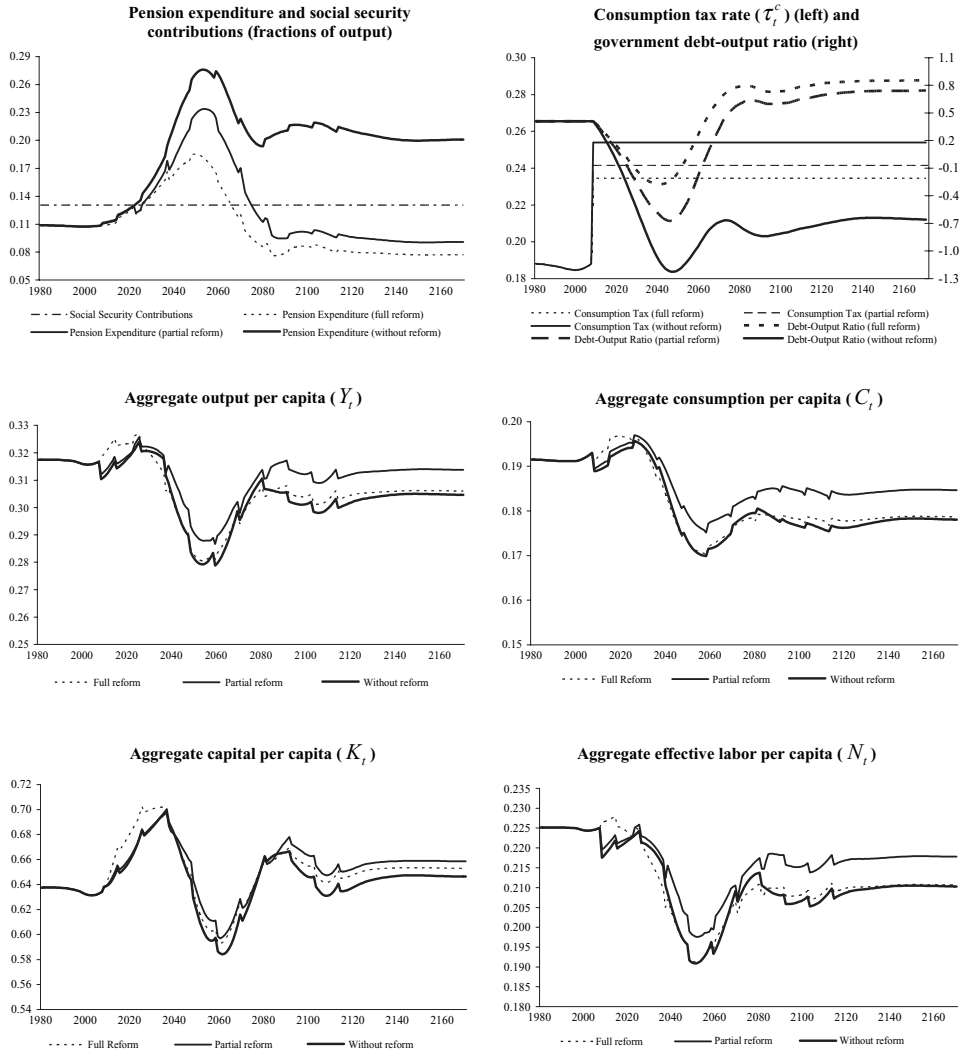 Pension expenditure and social security
contributions (fractions of output)
0.29
0.26
0.23
0.20
0.17
0.14
0.11
0.08
0.05
1980 2000 2020 2040 2060 2080 2100 2120 2140 2160
Social Security Contributions
Pension Expenditure (full reform)
Pension Expenditure (partial reform)
Pension Expenditure (without reform)
Consumption tax rate ( τ_t^c ) (left) and
government debt-output ratio (right)
0.30
0.28
0.26
0.24
0.22
0.20
0.18
1.1
0.8
0.5
0.2
-0.1
-0.4
-0.7
-1.0
-1.3
1980 2000 2020 2040 2060 2080 2100 2120 2140 2160
Consumption Tax (full reform)
Consumption Tax (partial reform)
Consumption Tax (without reform)
Debt-Output Ratio (full reform)
Debt-Output Ratio (partial reform)
Debt-Output Ratio (without reform)
Aggregate output per capita ( Y_t )
0.33
0.32
0.31
0.30
0.29
0.28
0.27
0.26
0.25
1980 2000 2020 2040 2060 2080 2100 2120 2140 2160
Full reform
Partial reform
Without reform
Aggregate consumption per capita ( C_t )
0.20
0.19
0.18
0.17
0.16
0.15
1980 2000 2020 2040 2060 2080 2100 2120 2140 2160
Full Reform
Partial reform
Without reform
Aggregate capital per capita ( K_t )
0.72
0.70
0.68
0.66
0.64
0.62
0.60
0.58
0.56
0.54
1980 2000 2020 2040 2060 2080 2100 2120 2140 2160
Full Reform
Partial reform
Without reform
Aggregate effective labor per capita ( N_t )
0.235
0.230
0.225
0.220
0.215
0.210
0.205
0.200
0.195
0.190
0.185
0.180
1980 2000 2020 2040 2060 2080 2100 2120 2140 2160
Full Reform
Partial reform
Without reform